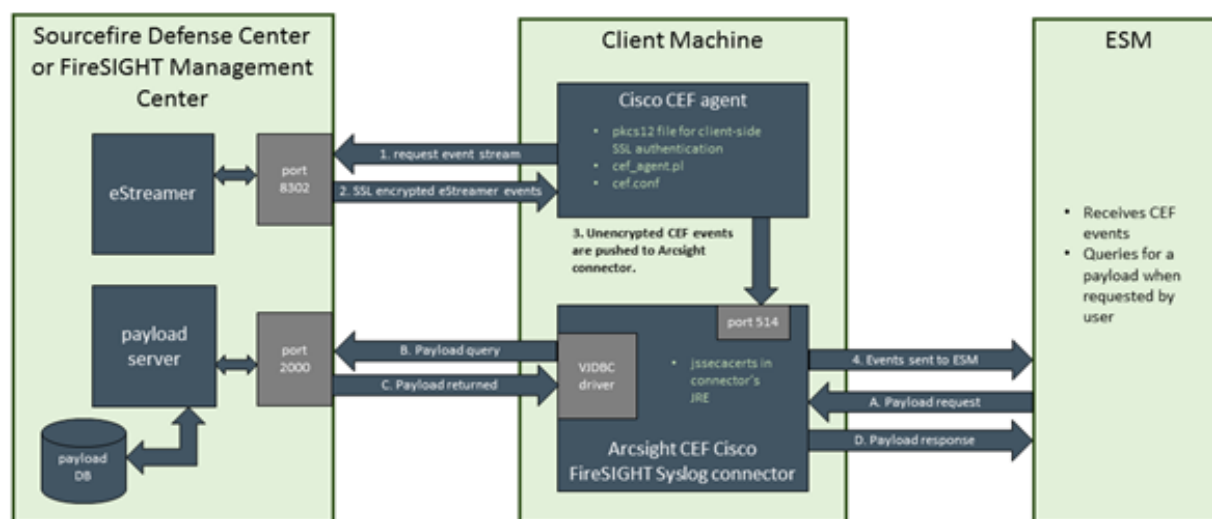 Sourcefire Defense Center
or FireSIGHT Management
Center
eStreamer
port
8302
payload
server
port
2000
payload
DB
1. request event stream
2. SSL encrypted eStreamer events
B. Payload query
C. Payload returned
Client Machine
Cisco CEF agent
• pkcs12 file for client-side
SSL authentication
• cef_agent.pl
• cef.conf
3. Unencrypted CEF events
are pushed to Arcsight
connector.
port 514
VJDBC
driver
• jssecacerts in
connector's
JRE
Arcsight CEF Cisco
FireSIGHT Syslog connector
4. Events sent to ESM
A. Payload request
D. Payload response
ESM
• Receives CEF
events
• Queries for a
payload when
requested by
user